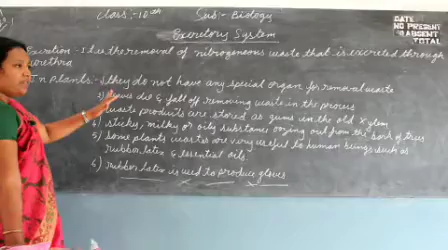 Class:- 10th Sub:- Biology
Excretory System
Excretion:- It is the removal of nitrogenous waste that is excreted through
urethra
In plants:- 1) they do not have any special organ for removal waste
2) leaves die & fall off removing waste in the process
waste products are stored as gums in the old Xylem
4) sticky, milky or oily substance oozing out from the bark of trees
5) Some plants wastes are very useful to human beings such as
rubber latex & essential oils.
6) rubber latex is used to produce gloves
DATE
NO PRESENT
NO ABSENT
TOTAL